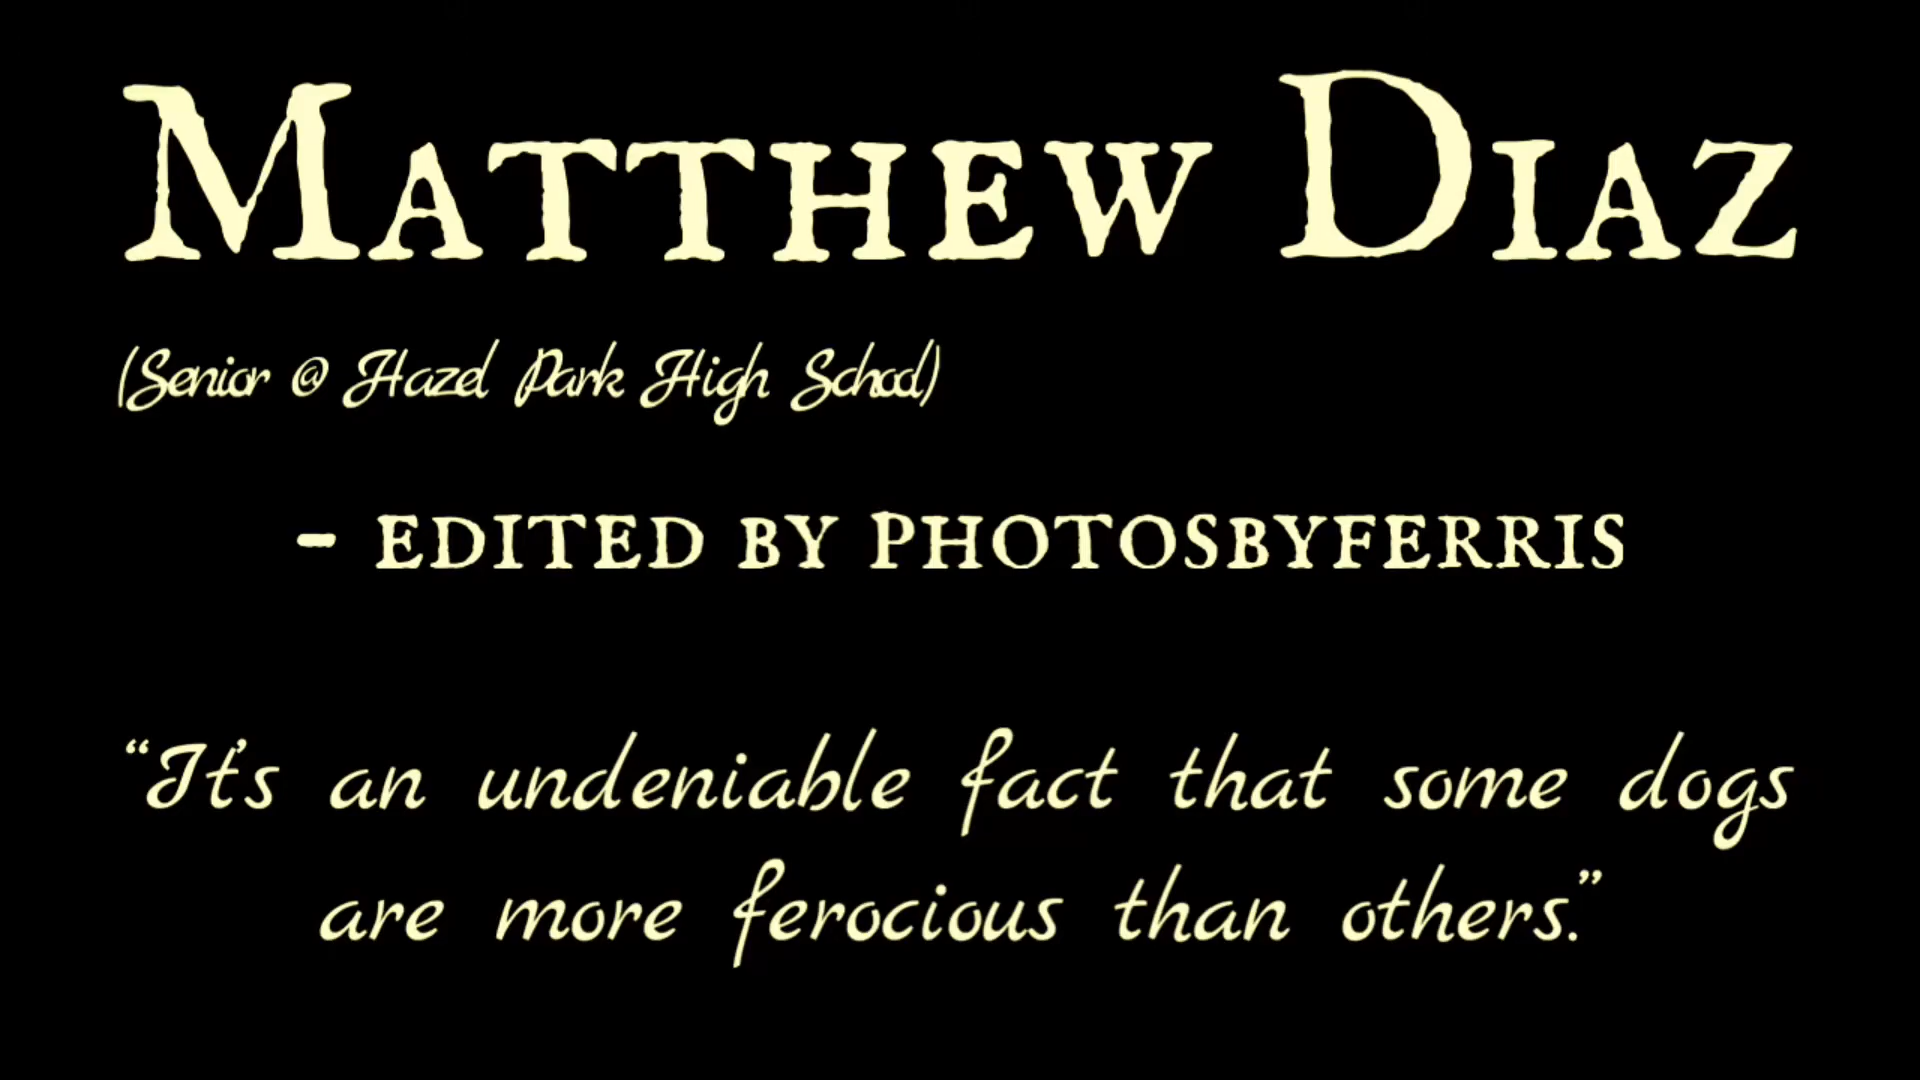 Matthew Diaz
(Senior @ Hazel Park High School)
- edited by photosbyferris
“It's an undeniable fact that some dogs
are more ferocious than others.”